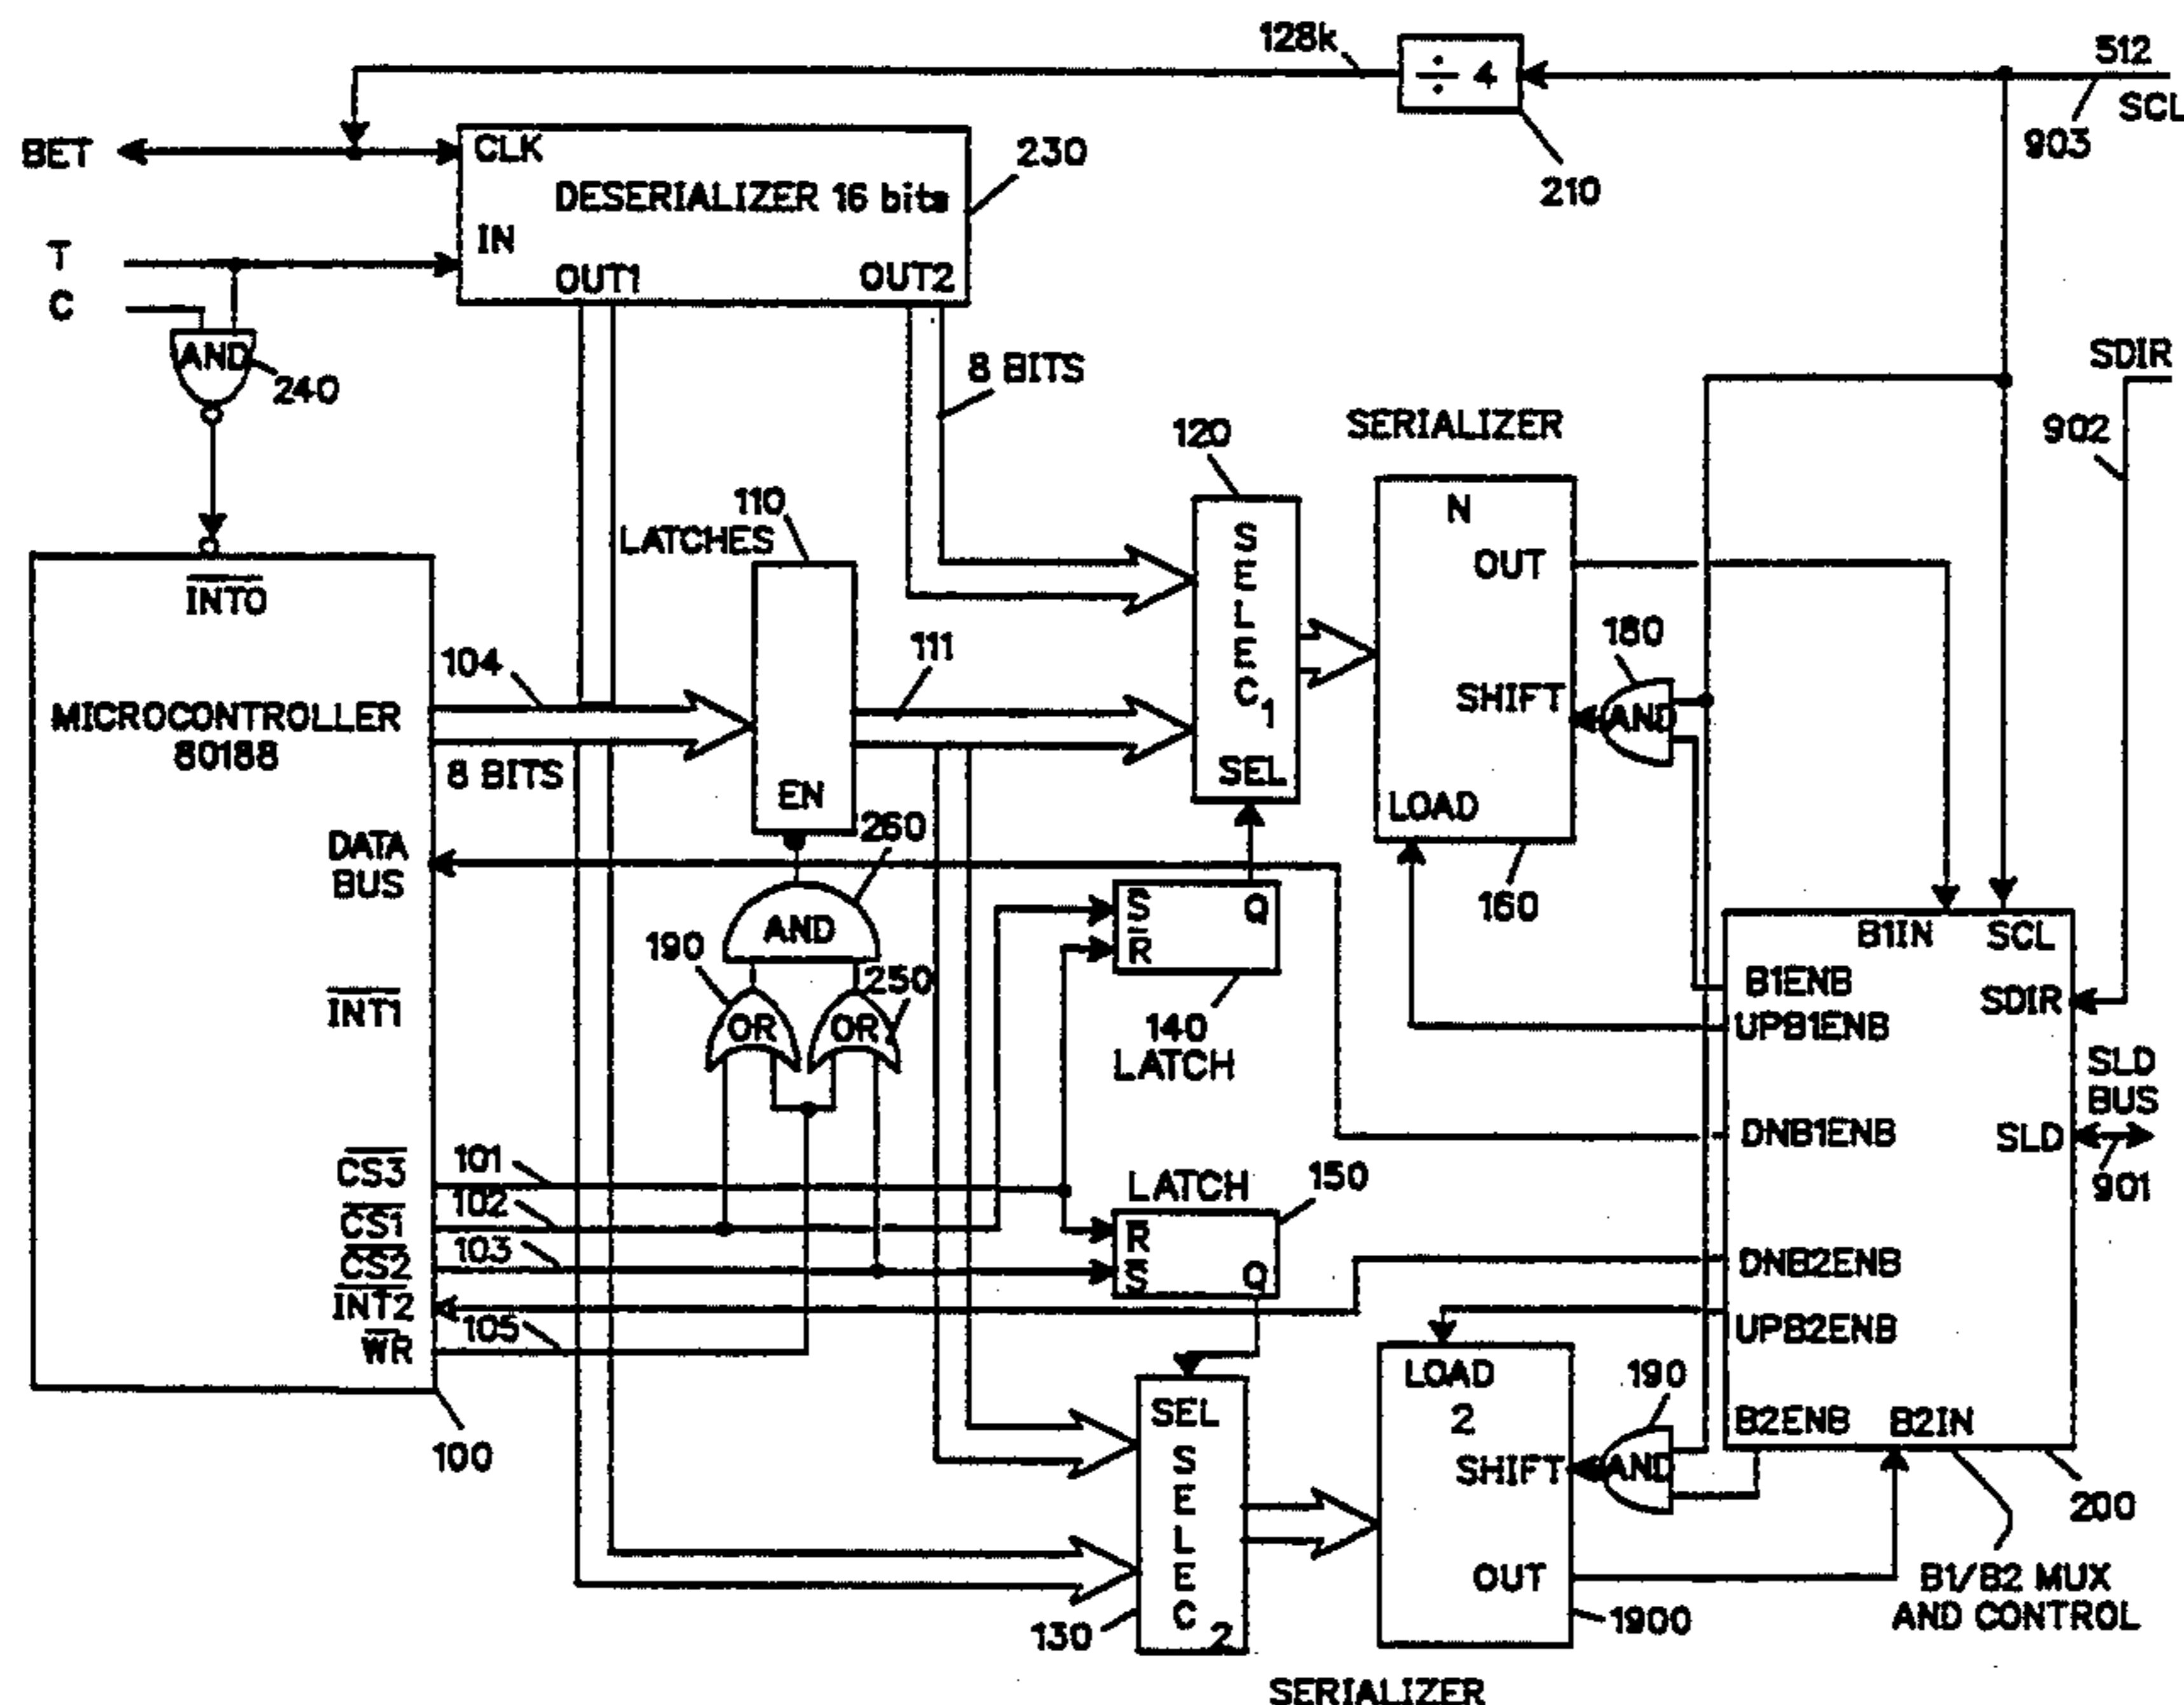 128k
÷ 4
512
SCL
903
210
BET
CLK
DESERIALIZER 16 bits
230
IN
OUT1
OUT2
T
C
AND
240
8 BITS
SDIR
902
120
SERIALIZER
110
LATCHES
S
E
L
E
C
1
SEL
N
OUT
SHIFT
LOAD
160
180
AND
INT0
104
111
MICROCONTROLLER
80188
8 BITS
EN
260
DATA
BUS
AND
190
250
OR
OR
INT1
S
R
Q
140
LATCH
B1IN
SCL
B1ENB
SDIR
UPB1ENB
SLD
BUS
DNB1ENB
SLD
901
CS3
101
CS1
102
CS2
103
INT2
WR
105
100
LATCH
150
R
S
Q
DNB2ENB
UPB2ENB
B2ENB
B2IN
200
B1/B2 MUX
AND CONTROL
SEL
S
E
L
E
C
2
130
LOAD
2
SHIFT
190
AND
OUT
1900
SERIALIZER